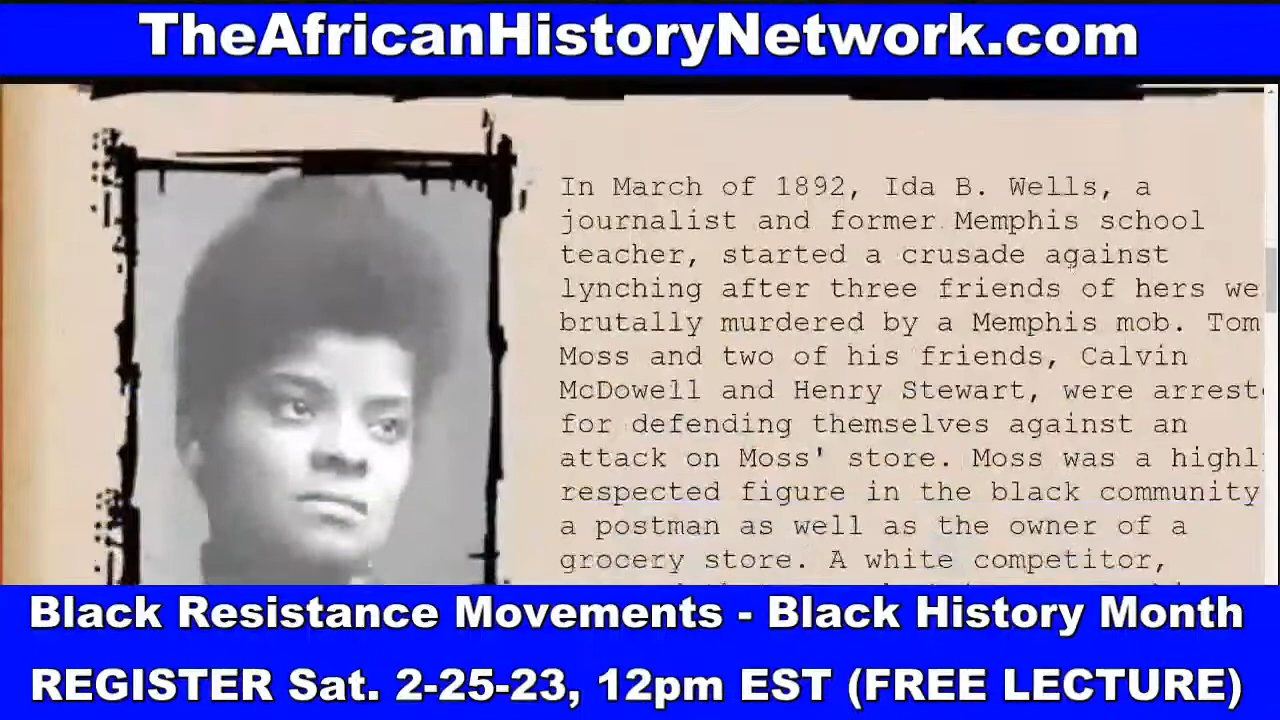 TheAfricanHistoryNetwork.com
In March of 1892, Ida B. Wells, a
journalist and former Memphis school
teacher, started a crusade against
lynching after three friends of hers we
brutally murdered by a Memphis mob. Tom
Moss and two of his friends, Calvin
McDowell and Henry Stewart, were arrest
for defending themselves against an
attack on Moss' store. Moss was a highl
respected figure in the black community
a postman as well as the owner of a
grocery store. A white competitor,
Black Resistance Movements - Black History Month
REGISTER Sat. 2-25-23, 12pm EST (FREE LECTURE)